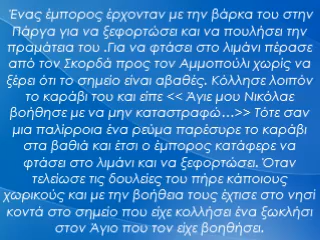 Ένας έμπορος έρχονταν με την βάρκα του στην
Πάργα για να ξεφορτώσει και να πουλήσει την
πραμάτεια του .Για να φτάσει στο λιμάνι πέρασε
από τον Σκορδά προς τον Αμμοπούλι χωρίς να
ξέρει ότι το σημείο είναι αβαθές. Κόλλησε λοιπόν
το καράβι του και είπε << Άγιε μου Νικόλαε
βοήθησε με να μην καταστραφώ…>> Τότε σαν
μια παλίρροια ένα ρεύμα παρέσυρε το καράβι
στα βαθιά και έτσι ο έμπορος κατάφερε να
φτάσει στο λιμάνι και να ξεφορτώσει. Όταν
τελείωσε τις δουλείες του πήρε κάποιους
χωρικούς και με την βοήθεια τους έχτισε στο νησί
κοντά στο σημείο που είχε κολλήσει ένα ξωκλήσι
στον Άγιο που τον είχε βοηθήσει.